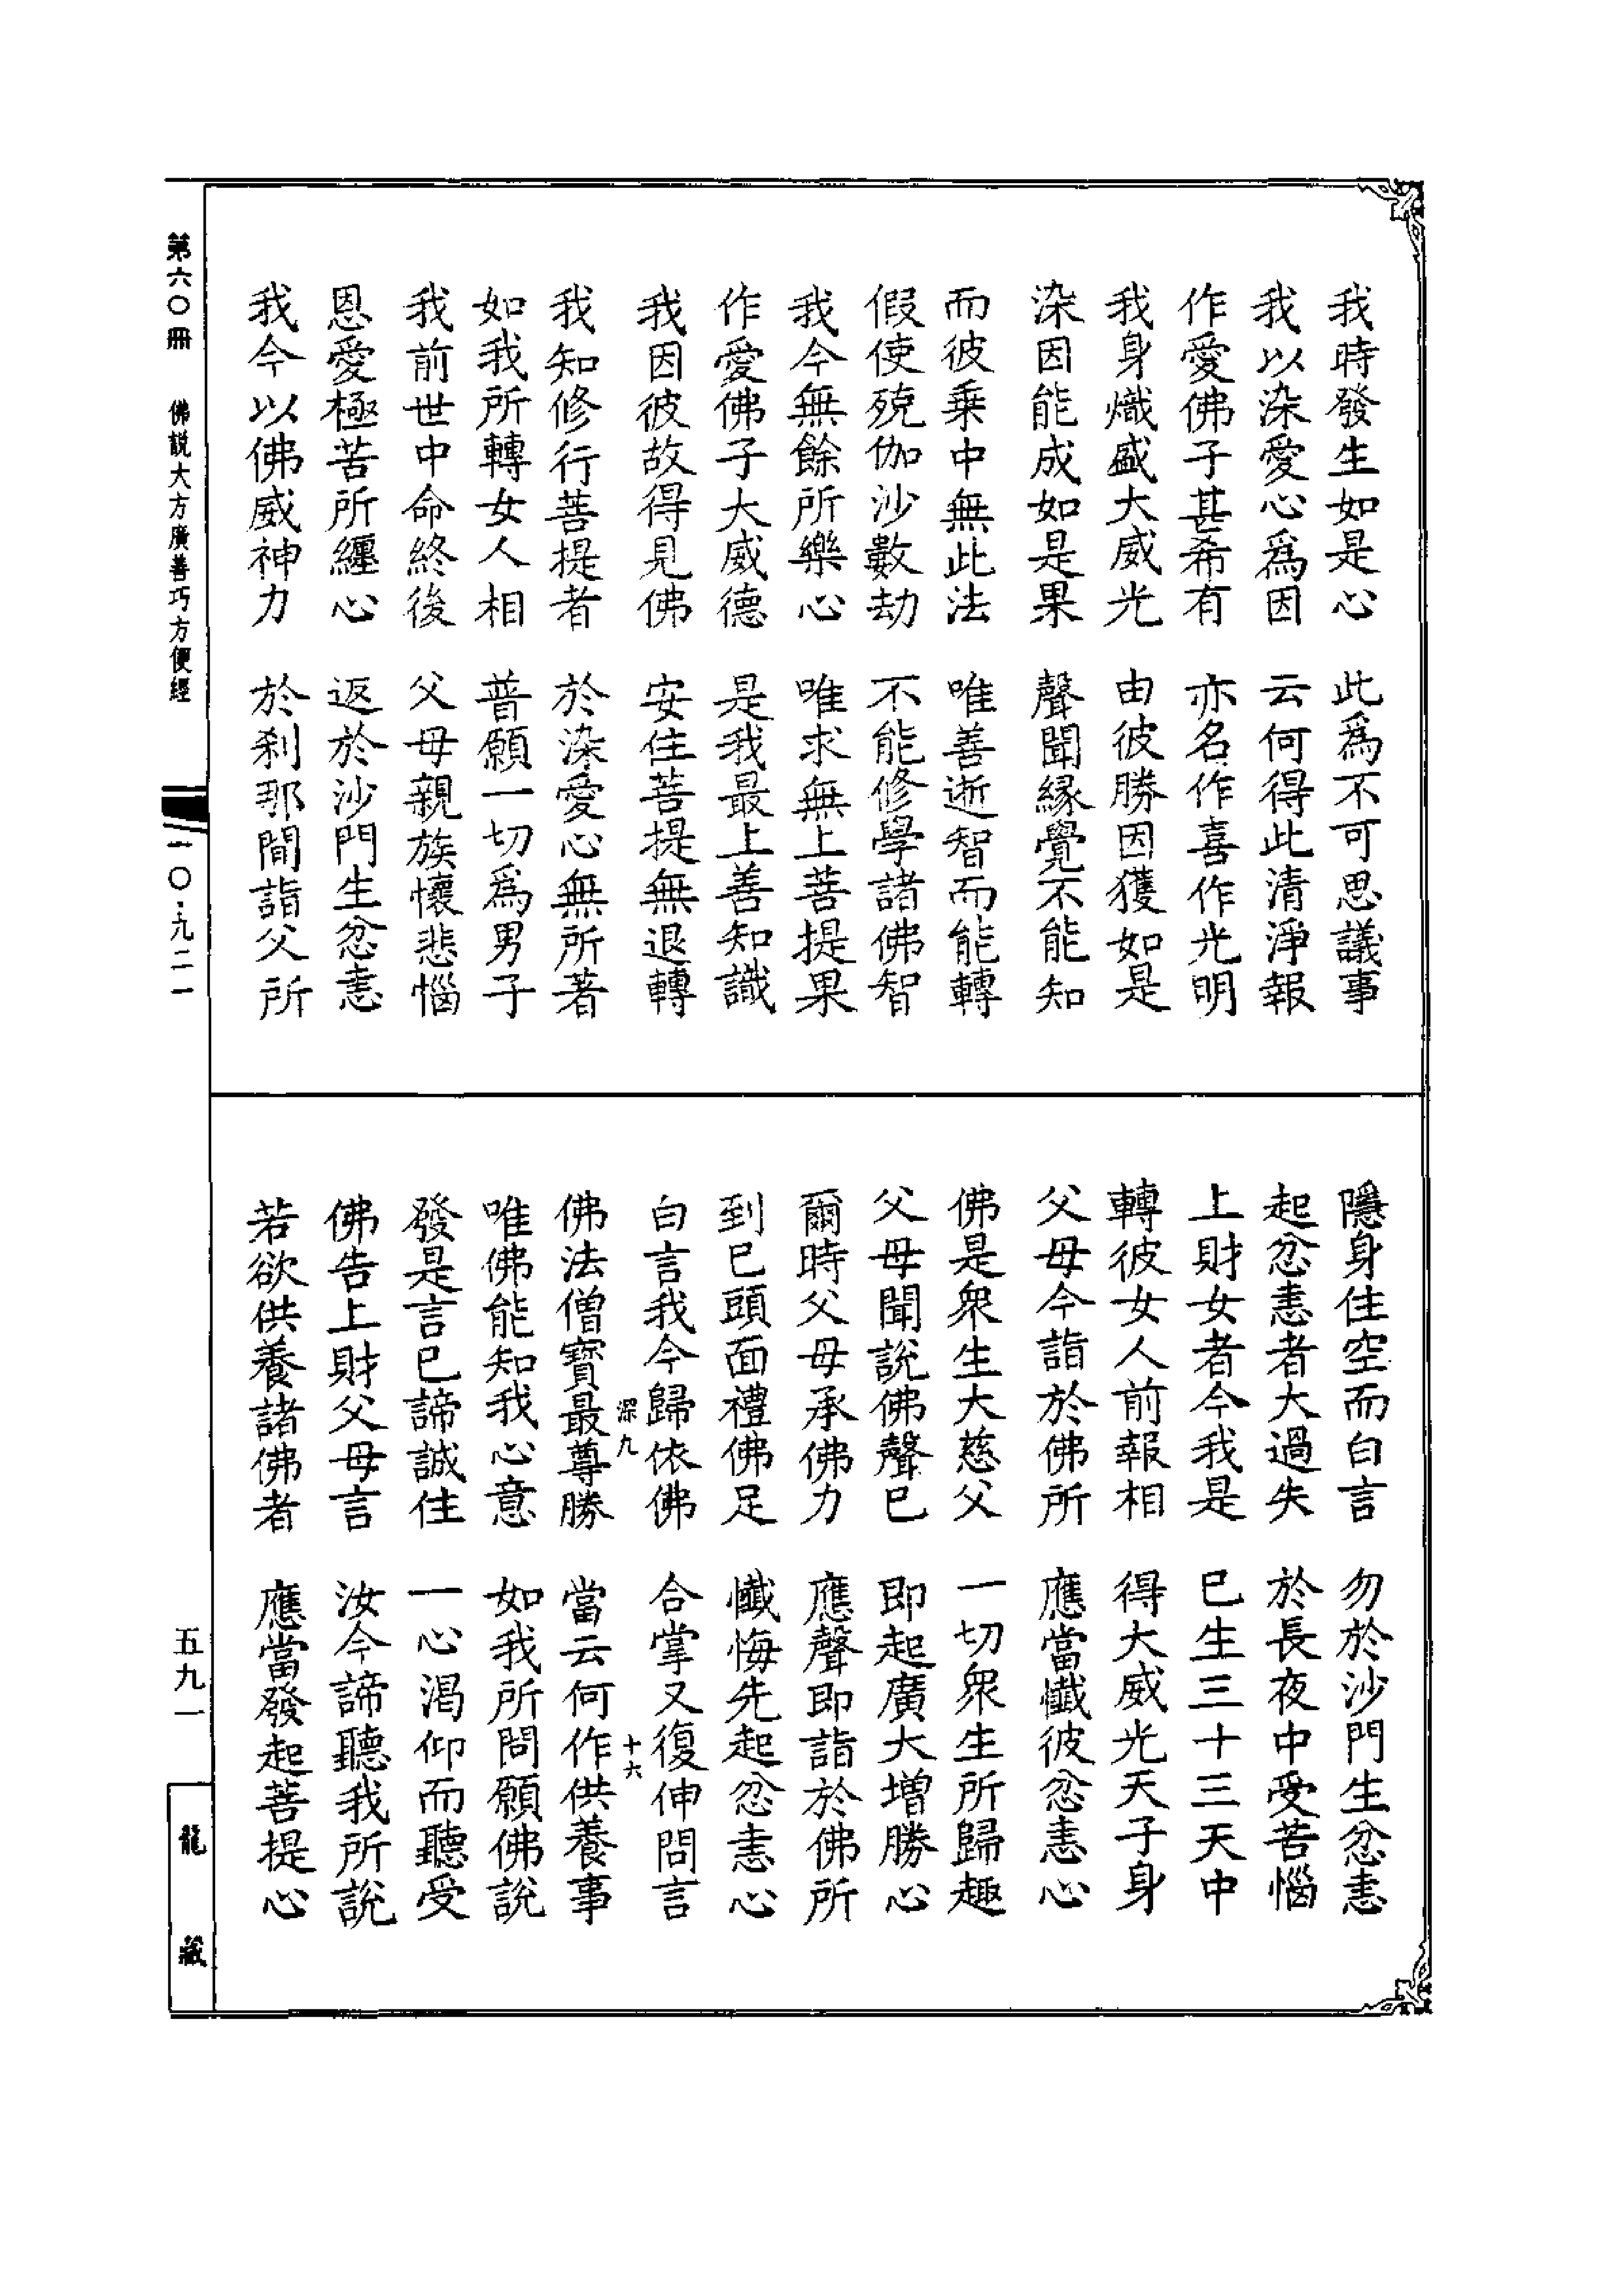 我時發生如是心　此為不可思議事
我以染愛心為因　云何得此清淨報
作愛佛子甚希有　亦名作喜作光明
我身熾盛大威光　由彼勝因獲如是
染因能成如是果　聲聞緣覺不能知
而彼乘中無此法　唯善逝智而能轉
假使殑伽沙數劫　不能修學諸佛智
我今無餘所樂心　唯求無上菩提果
作愛佛子大威德　是我最上善知識
我因彼故得見佛　安住菩提無退轉
我知修行菩提者　於染愛心無所著
如我所轉女人相　普願一切為男子
我前世中命終後　父母親族懷悲惱
恩愛極苦所纏心　返於沙門生忿恚
我今以佛威神力　於剎那間詣父所
隱身住空而白言　勿於沙門生忿恚
起忿恚者大過失　於長夜中受苦惱
上財女者今我是　已生三十三天中
轉彼女人前報相　得大威光天子身
父母今詣於佛所　應當懺彼忿恚心
佛是眾生大慈父　一切眾生所歸趣
父母聞說佛聲已　即起廣大增勝心
爾時父母承佛力　應聲即詣於佛所
到已頭面禮佛足　懺悔先起忿恚心
白言我今歸依佛　合掌又復伸問言
深九　十六
佛法僧寶最尊勝　當云何作供養事
唯佛能知我心意　如我所問願佛說
發是言已諦誠住　一心渴仰而聽受
佛告上財父母言　汝今諦聽我所說
若欲供養諸佛者　應當發起菩提心
第六〇冊　佛説大方廣善巧方便經
一〇·九二一
五九一
龍藏